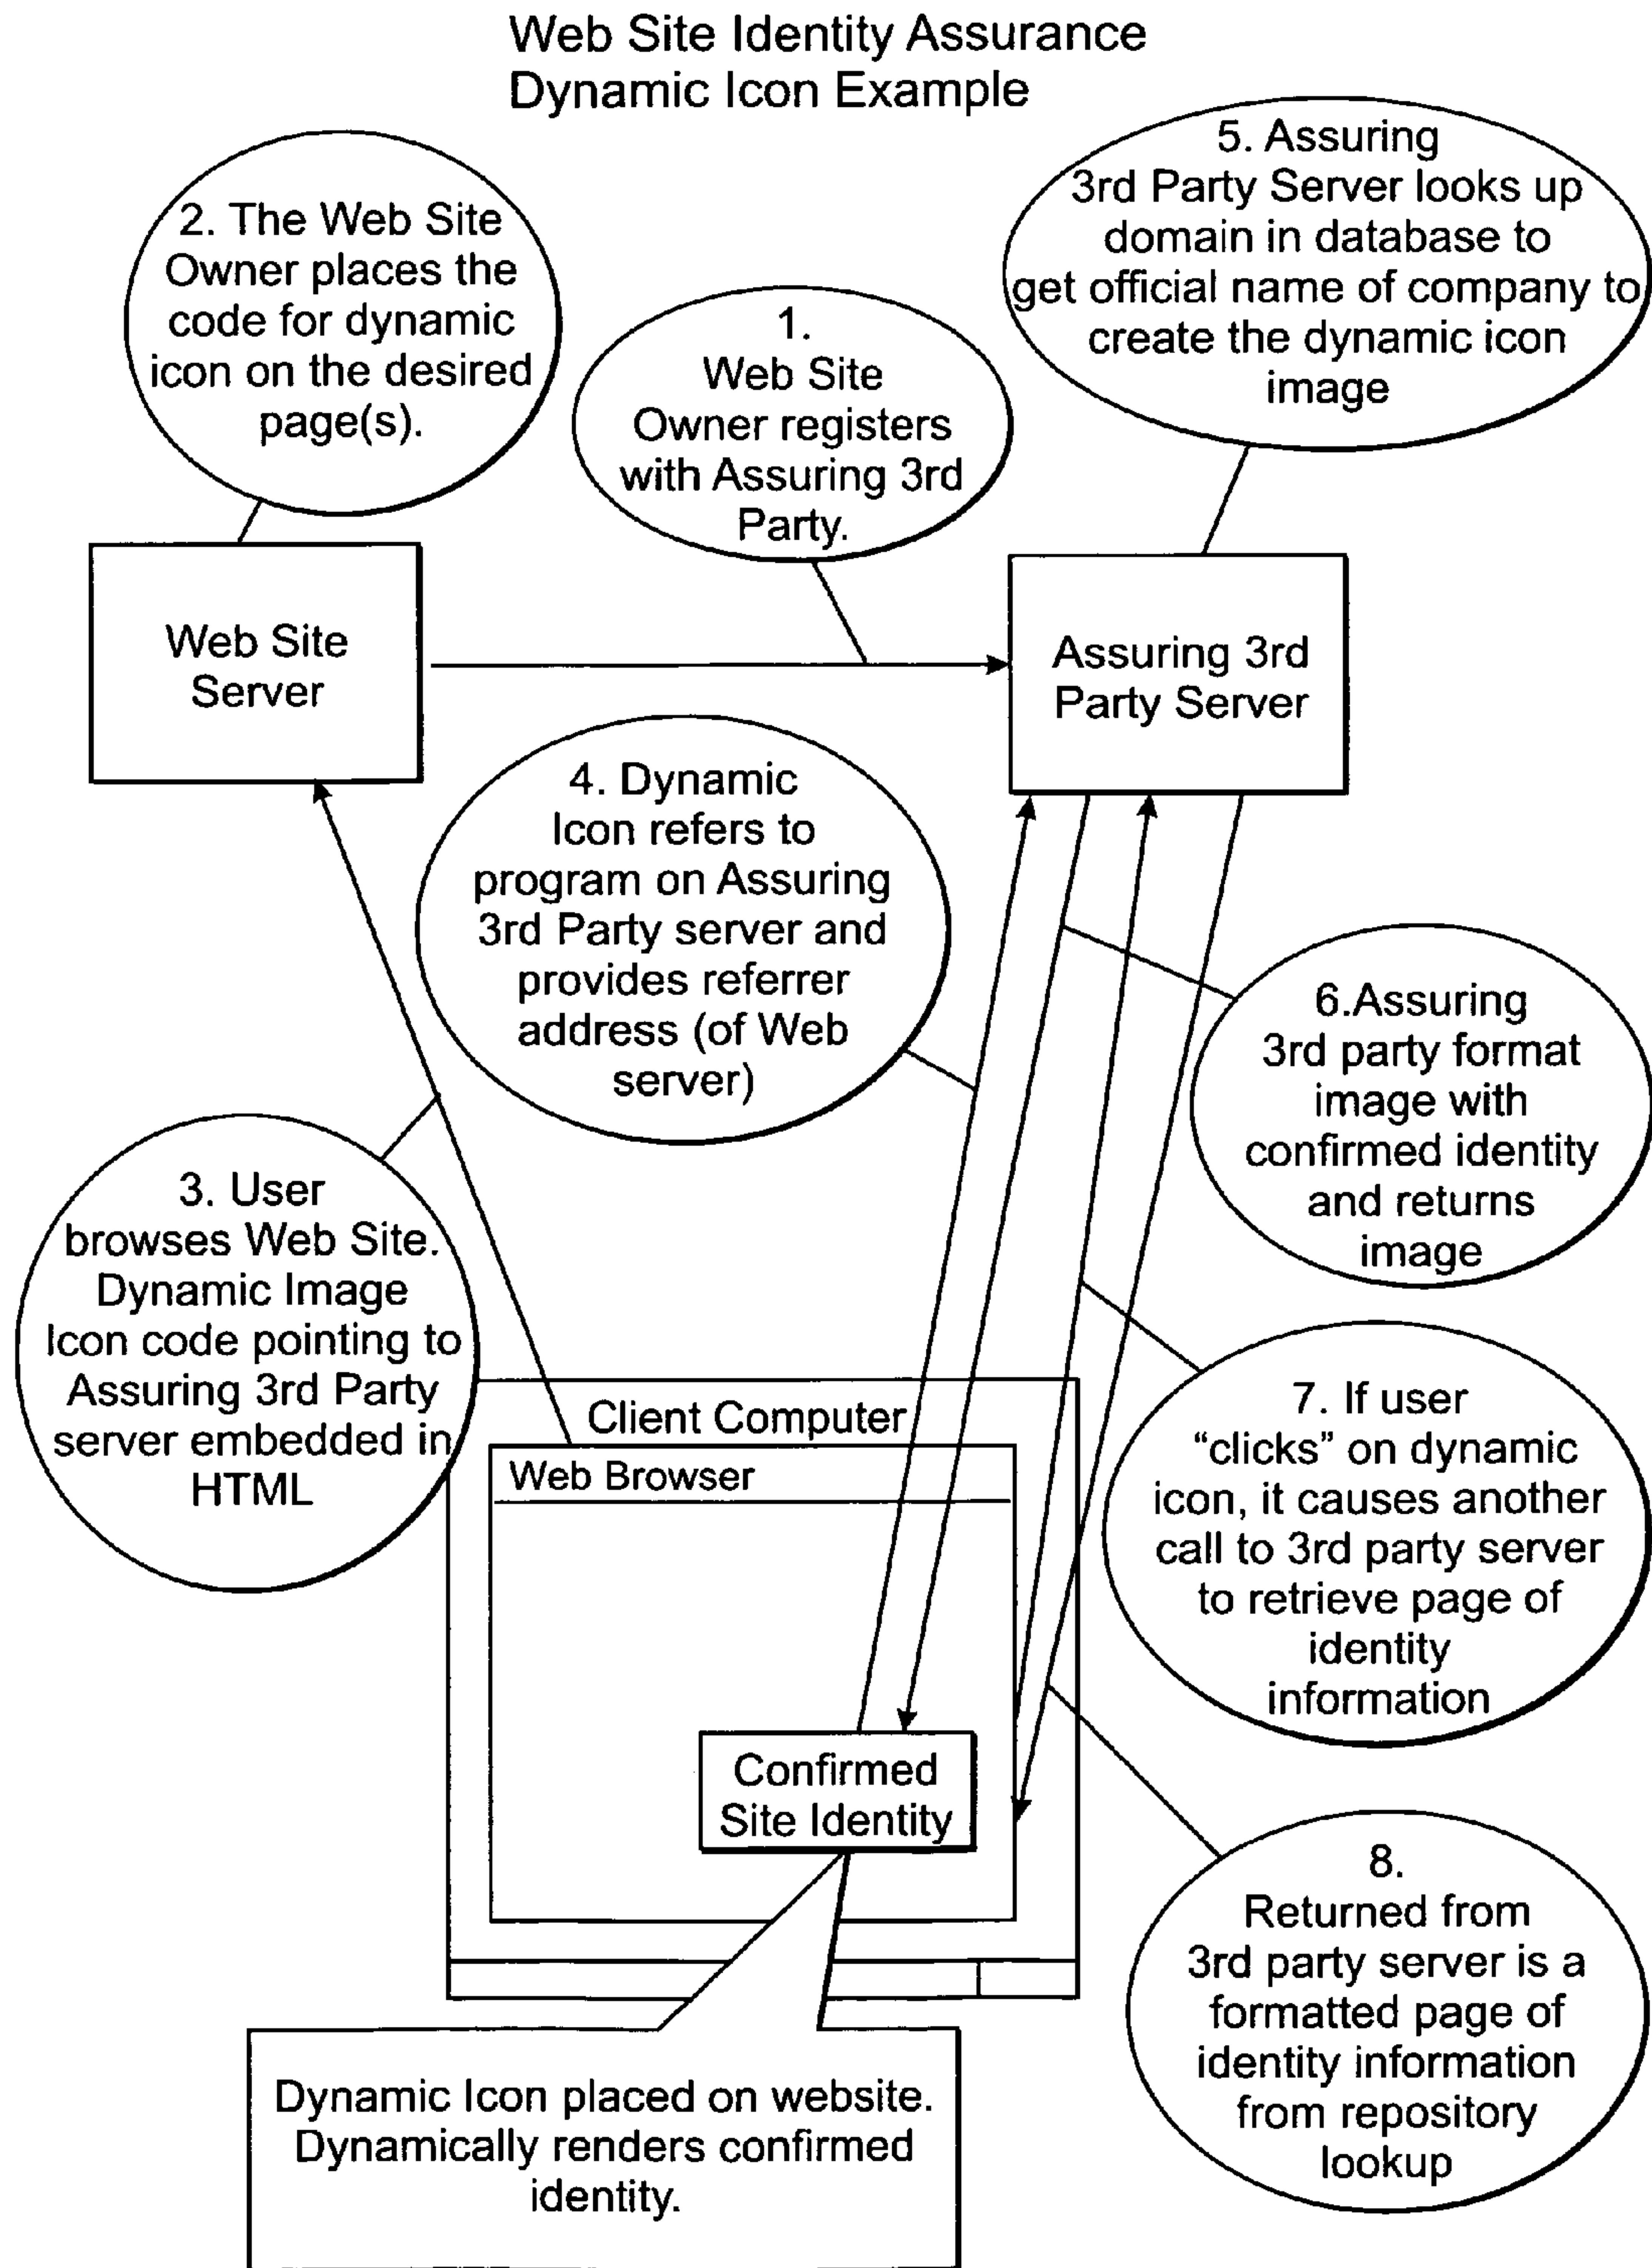 Web Site Identity Assurance
Dynamic Icon Example
2. The Web Site
Owner places the
code for dynamic
icon on the desired
page(s).
1.
Web Site
Owner registers
with Assuring 3rd
Party.
5. Assuring
3rd Party Server looks up
domain in database to
get official name of company to
create the dynamic icon
image
Web Site
Server
Assuring 3rd
Party Server
4. Dynamic
Icon refers to
program on Assuring
3rd Party server and
provides referrer
address (of Web
server)
3. User
browses Web Site.
Dynamic Image
Icon code pointing to
Assuring 3rd Party
server embedded in
HTML
6.Assuring
3rd party format
image with
confirmed identity
and returns
image
7. If user
“clicks” on dynamic
icon, it causes another
call to 3rd party server
to retrieve page of
identity
information
Client Computer
Web Browser
Confirmed
Site Identity
8.
Returned from
3rd party server is a
formatted page of
identity information
from repository
lookup
Dynamic Icon placed on website.
Dynamically renders confirmed
identity.